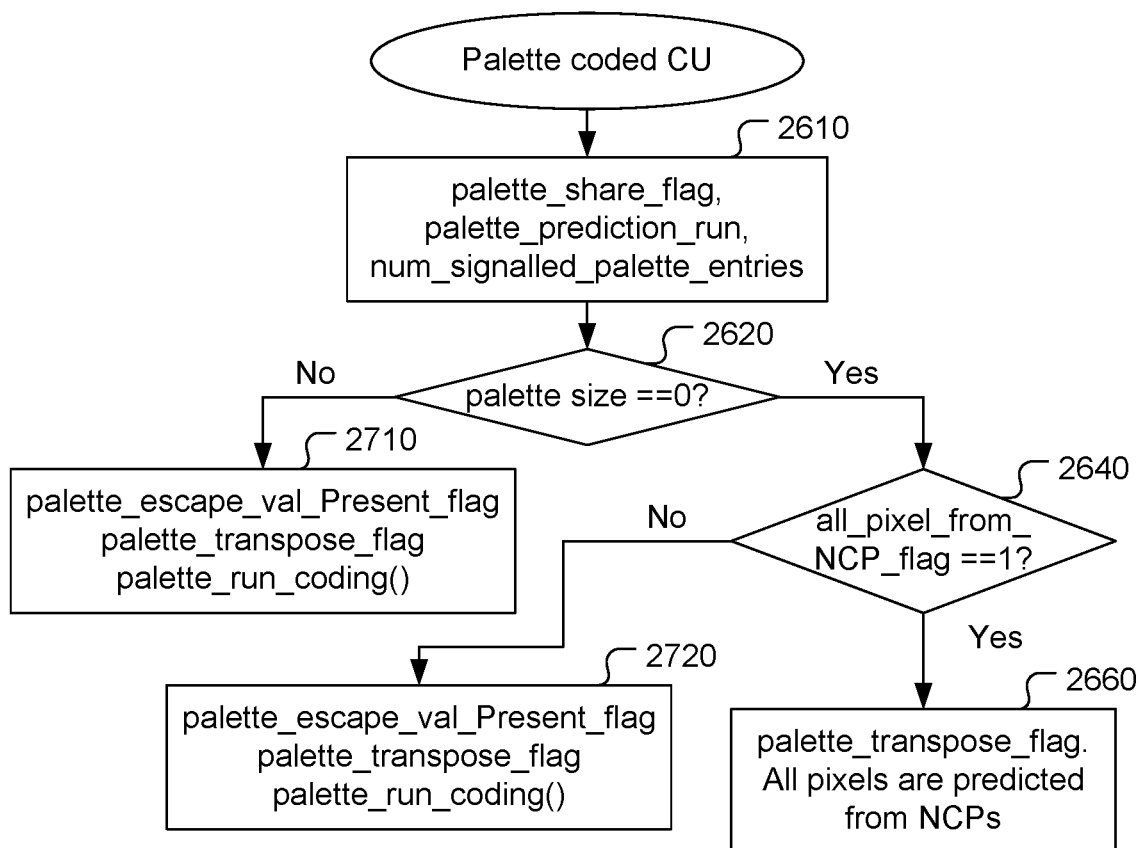 Palette coded CU
2610
palette_share_flag,
palette_prediction_run,
num_signalled_palette_entries
2620
No
palette size ==0?
Yes
2710
palette_escape_val_Present_flag
palette_transpose_flag
palette_run_coding()
2640
No
all_pixel_from_
NCP_flag ==1?
Yes
2720
palette_escape_val_Present_flag
palette_transpose_flag
palette_run_coding()
2660
palette_transpose_flag.
All pixels are predicted
from NCPs